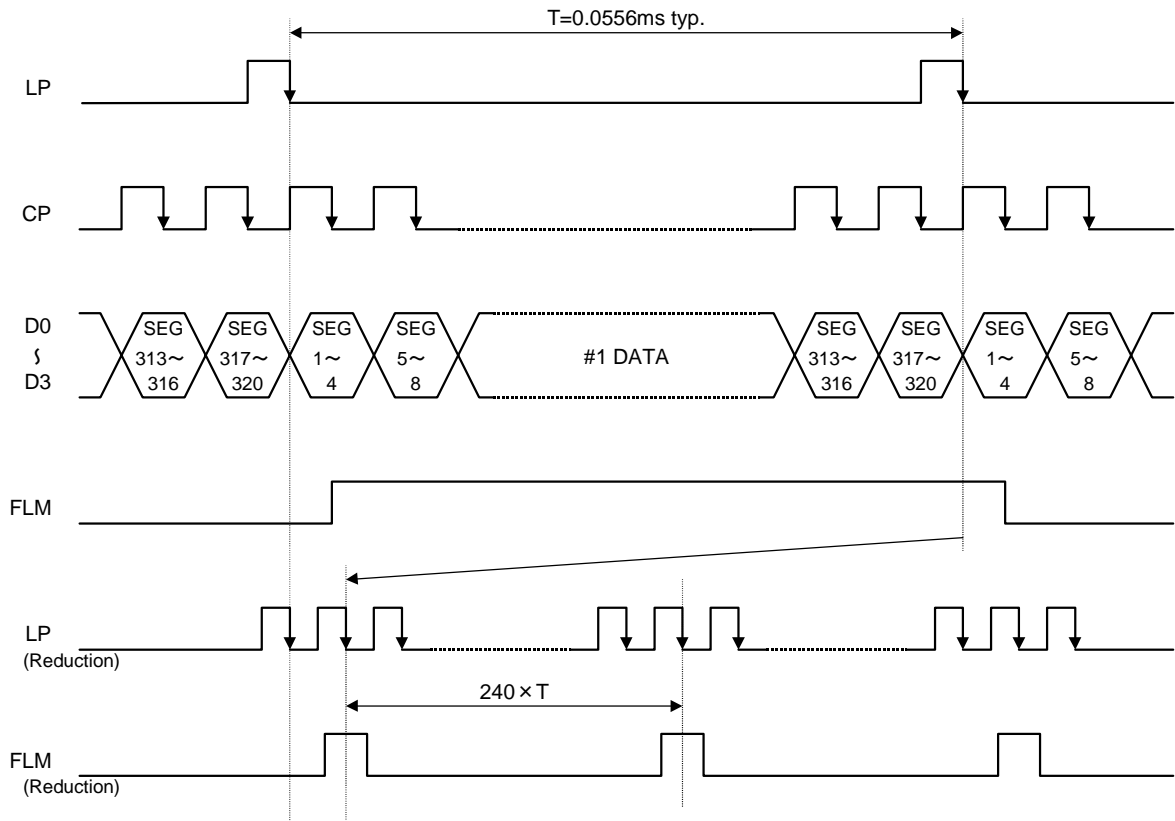 T=0.0556ms typ.
LP
CP
D0
~
D3
SEG
313~
316
SEG
317~
320
SEG
1~
4
SEG
5~
8
#1 DATA
SEG
313~
316
SEG
317~
320
SEG
1~
4
SEG
5~
8
FLM
LP
(Reduction)
240×T
FLM
(Reduction)